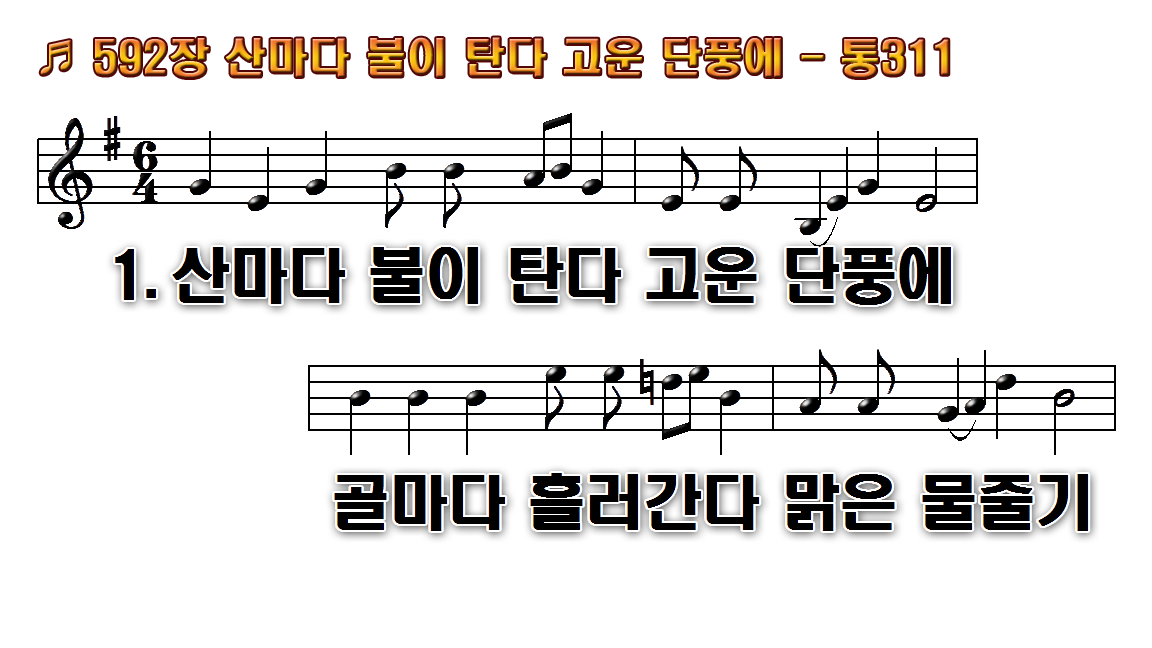 ♬ 592장 산마다 불이 탄다 고운 단풍에 - 통311
6
4
1. 산마다 불이 탄다 고운 단풍에
골마다 흘러간다 맑은 물줄기